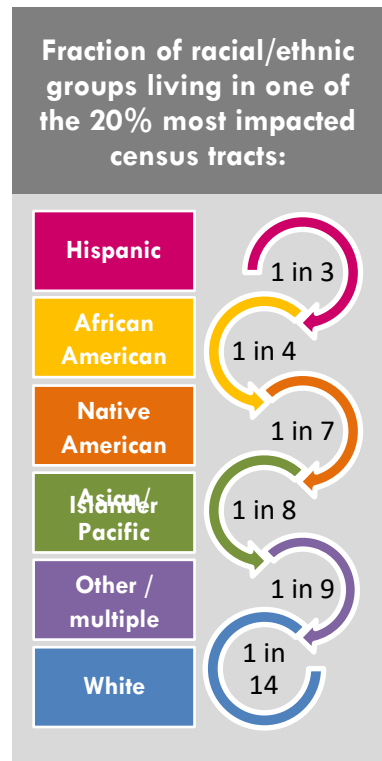 Fraction of racial/ethnic
groups living in one of
the 20% most impacted
census tracts:
Hispanic
1 in 3
African
American
1 in 4
Native
American
1 in 7
Asian/
Islander
Pacific
1 in 8
Other /
multiple
1 in 9
White
1 in
14